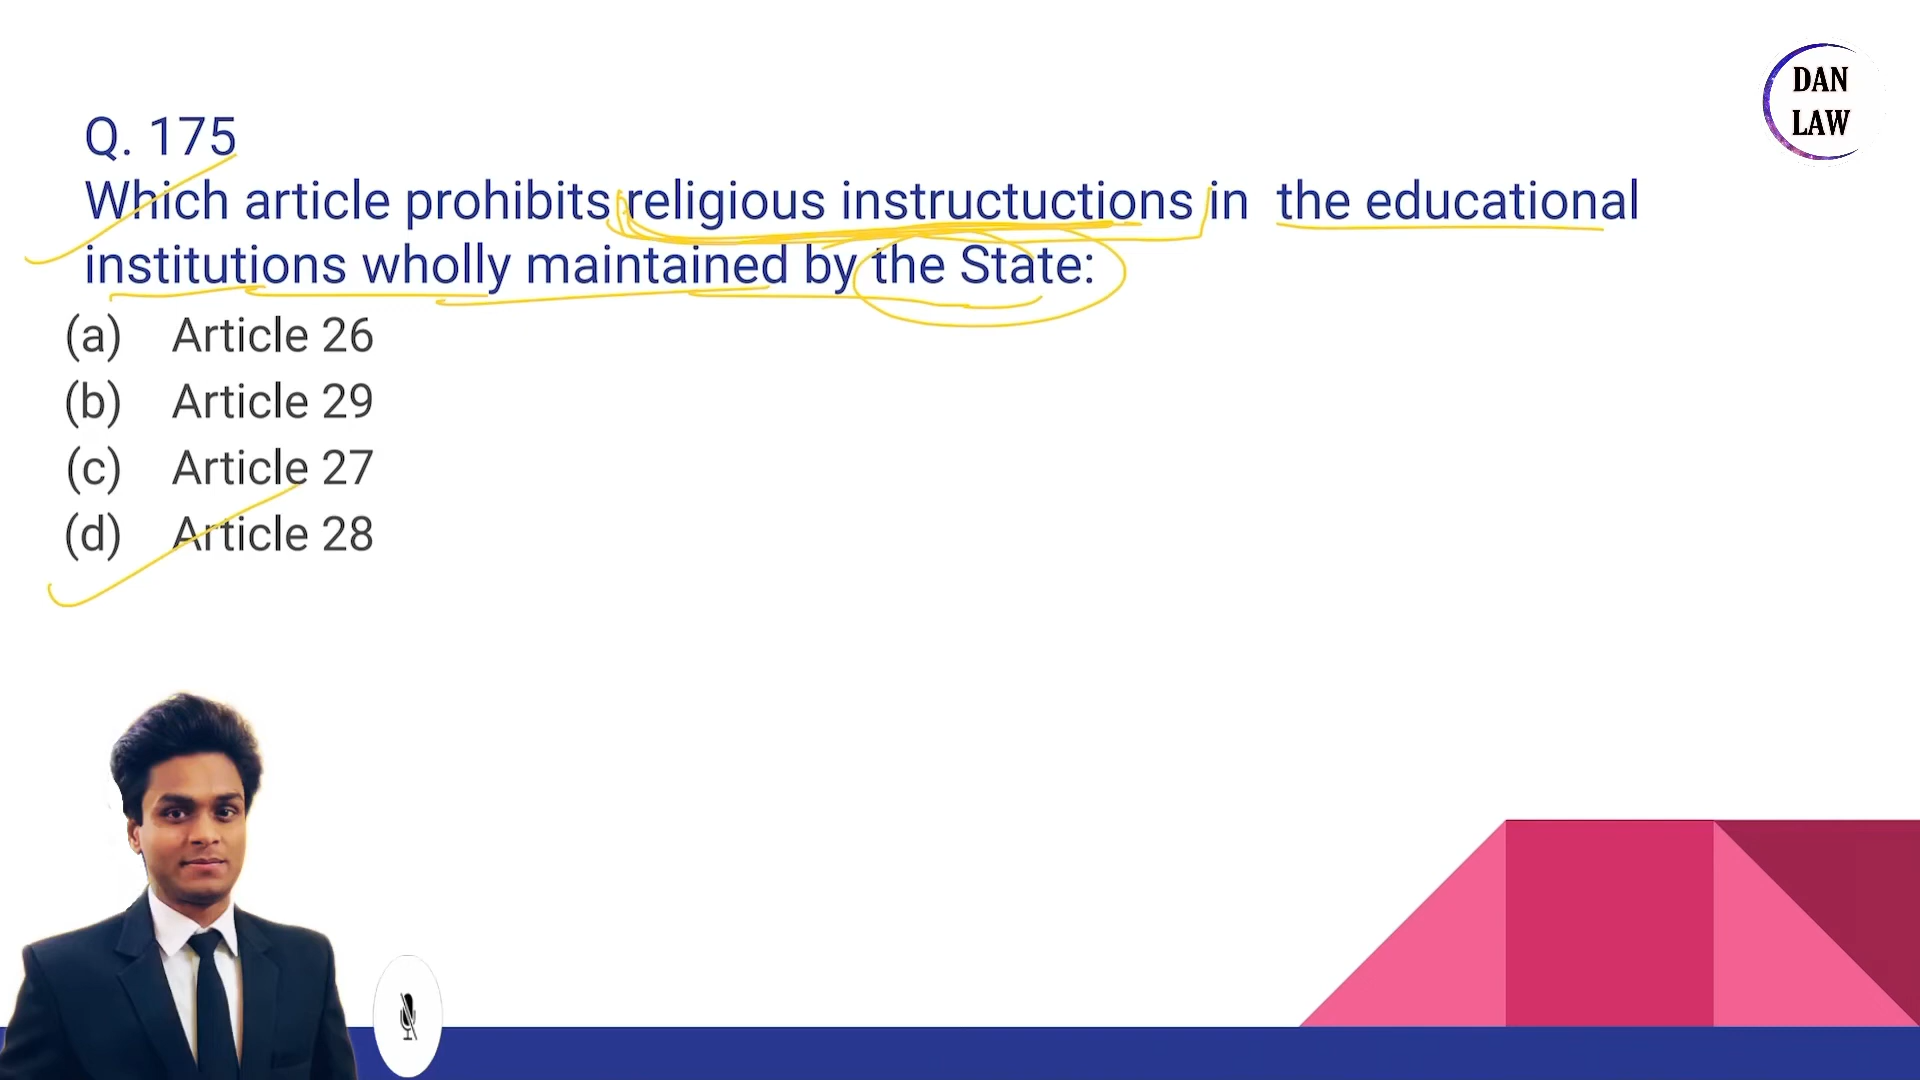 DAN
LAW
Q. 175
Which article prohibits religious instructuctions in the educational
institutions wholly maintained by the State:
(a) Article 26
(b) Article 29
(c) Article 27
(d) Article 28